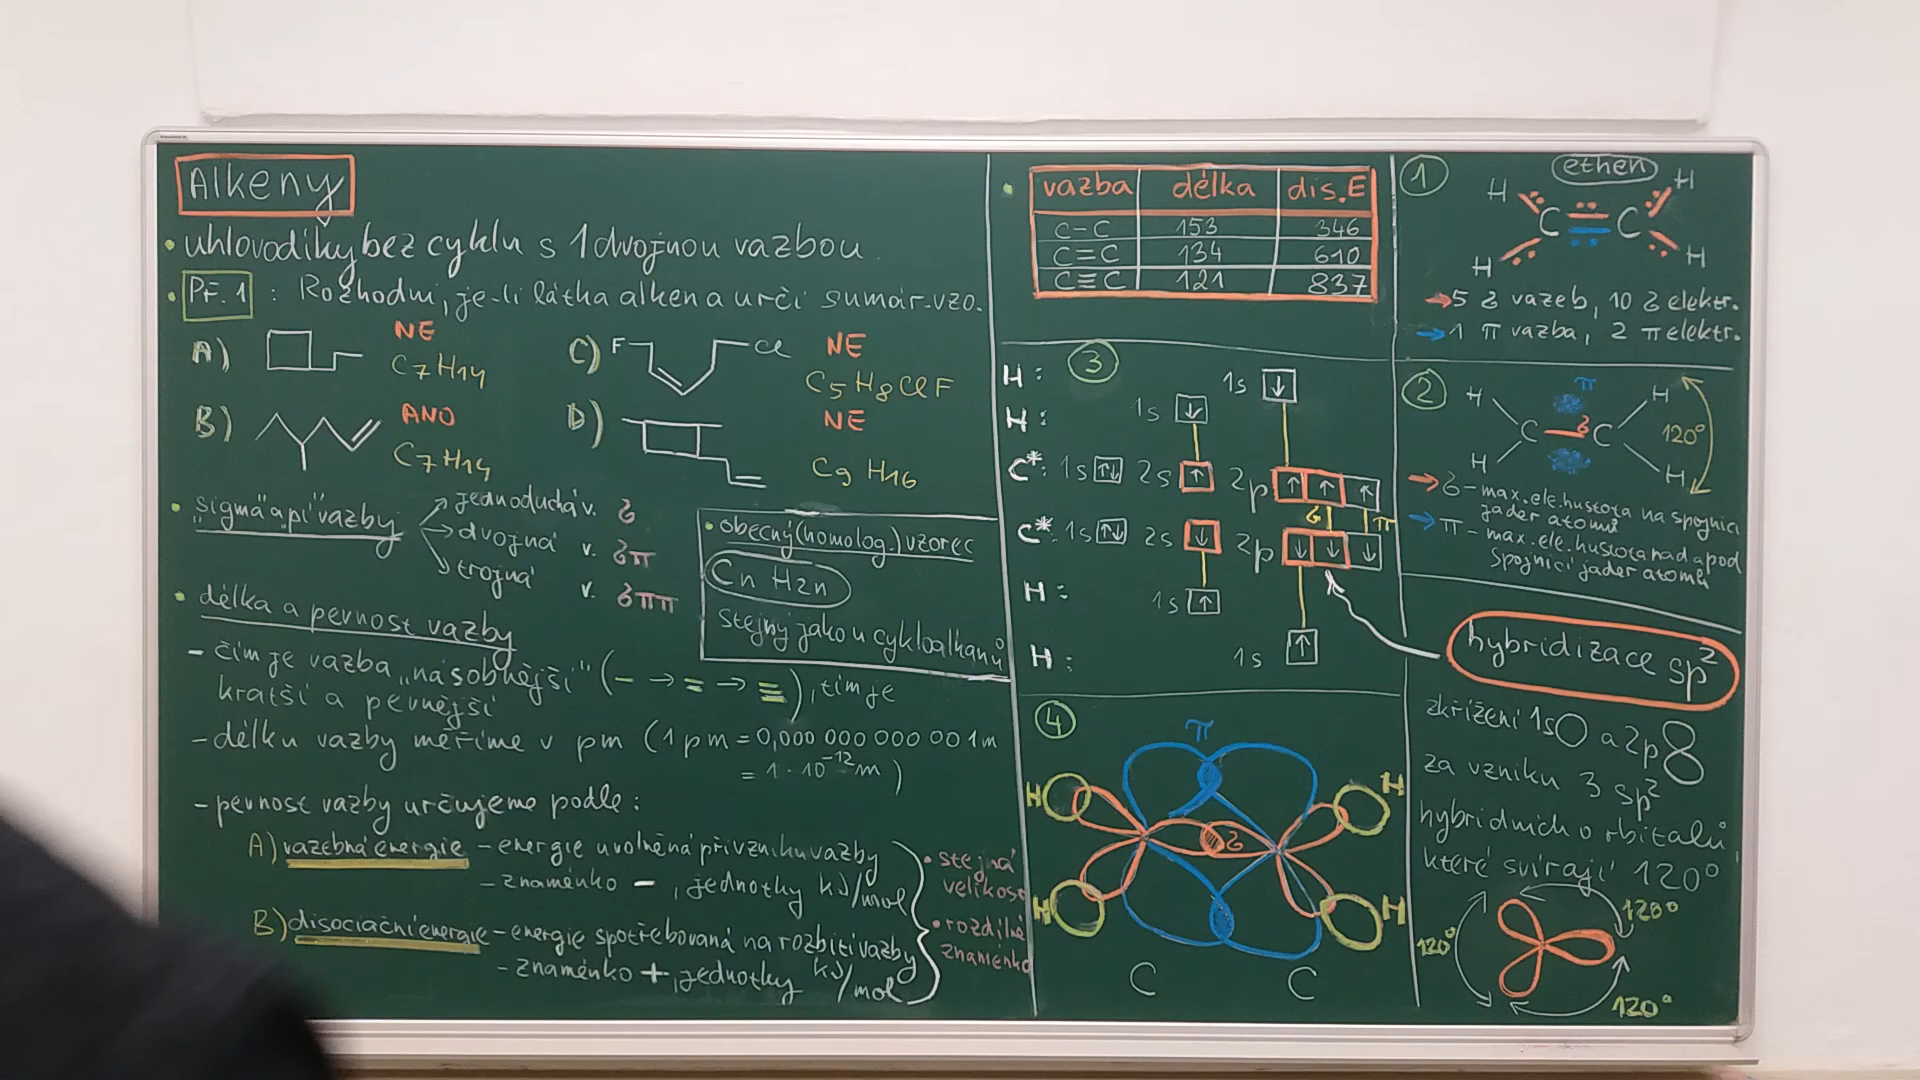 Alkeny
• uhlovodíky bez cyklu s 1 dvojnou vazbou
• Př. 1 : Rozhodni, je-li látka alken a urči sumár. vzo.
A) NE
C7H14
B) ANO
C7H14
C) F Cl NE
C5H8ClF
D) NE
C9H16
• "sigma" a "pí" vazby
jednoduchá v. σ
dvojná v. σπ
trojná v. σππ
• obecný (homolog.) vzorec
CnH2n
stejný jako u cykloalkanů
• délka a pevnost vazby
- čím je vazba „násobnější" (– → = → ≡), tím je
kratší a pevnější
- délku vazby měříme v pm (1 pm = 0,000 000 000 001m
= 1 · 10⁻¹² m)
- pevnost vazby určujeme podle :
A) vazebná energie - energie uvolněná při vzniku vazby
- znaménko −, jednotky kJ/mol
B) disociační energie - energie spotřebovaná na rozbití vazby
- znaménko +, jednotky kJ/mol
• stejná
velikost
• rozdílné
znaménko
• vazba délka dis.E
C–C 153 346
C=C 134 610
C≡C 121 837
③
H: 1s ↓
H: 1s ↓
C*: 1s ↑↓ 2s ↑ 2p ↑ ↑ ↑
σ π
C*: 1s ↑↓ 2s ↓ 2p ↓ ↓ ↓
H: 1s ↑
H: 1s ↑
④
π
H H
σ
H H
C C
① ethen
H H
C C
H H
→ 5 σ vazeb, 10 σ elektr.
→ 1 π vazba, 2 π elektr.
② π
H H
C σ C 120°
H H
→ σ - max. ele. hustota na spojnici
jader atomů
→ π - max. ele. hustota nad a pod
spojnicí jader atomů
hybridizace sp²
zkřížení 1s a 2p
za vzniku 3 sp²
hybridních orbitalů,
které svírají 120°
120°
120°
120°